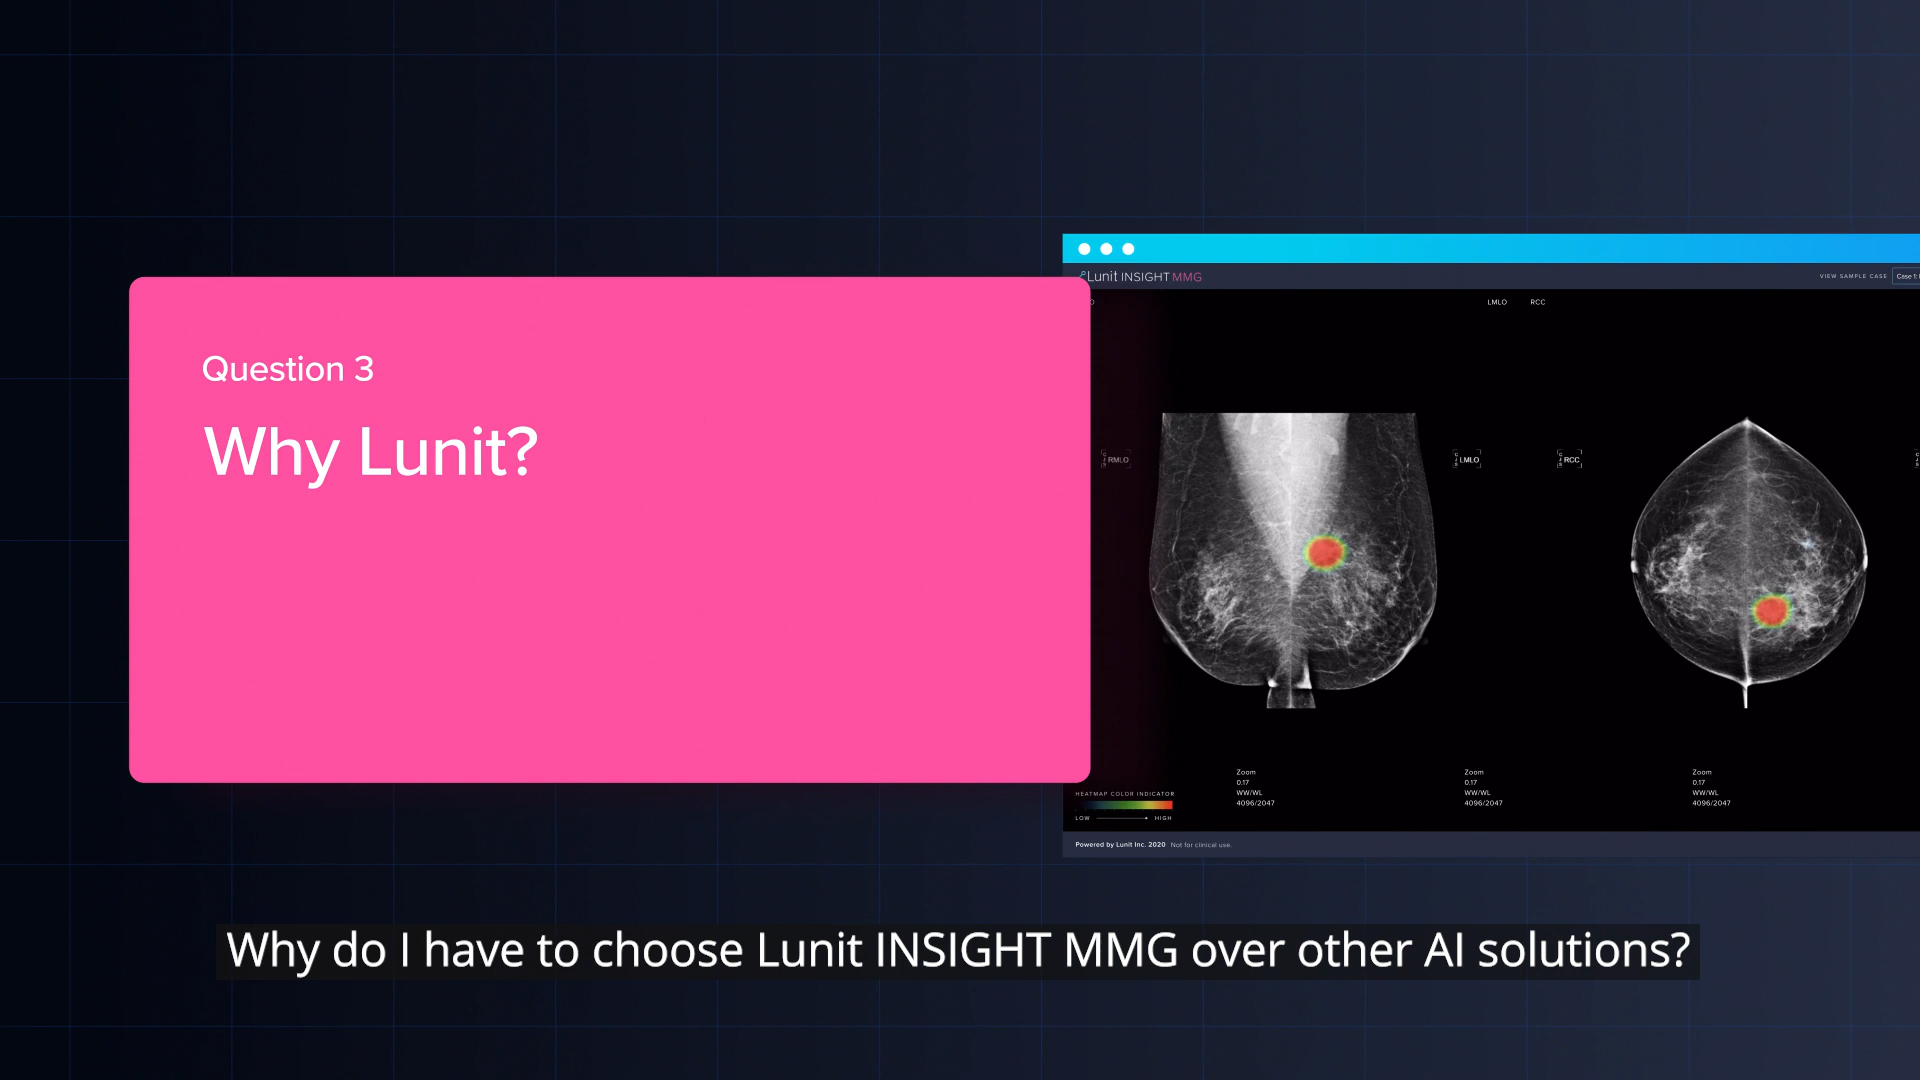 Question 3
Why Lunit?
Lunit INSIGHT MMG
VIEW SAMPLE CASE
Case 1:
LMLO
RCC
RMLO
LMLO
RCC
Zoom
0.17
WW/WL
4096/2047
Zoom
0.17
WW/WL
4096/2047
Zoom
0.17
WW/WL
4096/2047
HEATMAP COLOR INDICATOR
LOW
HIGH
Powered by Lunit Inc. 2020 Not for clinical use.
Why do I have to choose Lunit INSIGHT MMG over other AI solutions?